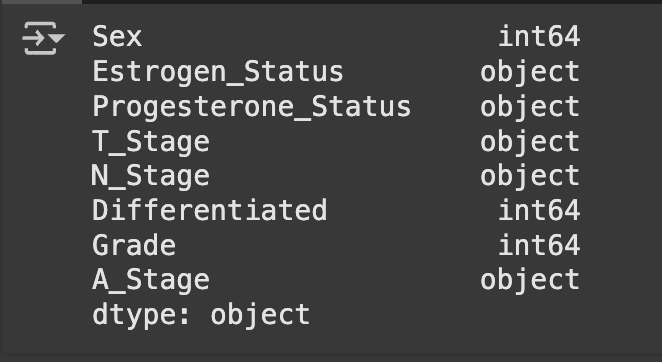 Sex int64
Estrogen_Status object
Progesterone_Status object
T_Stage object
N_Stage object
Differentiated int64
Grade int64
A_Stage object
dtype: object